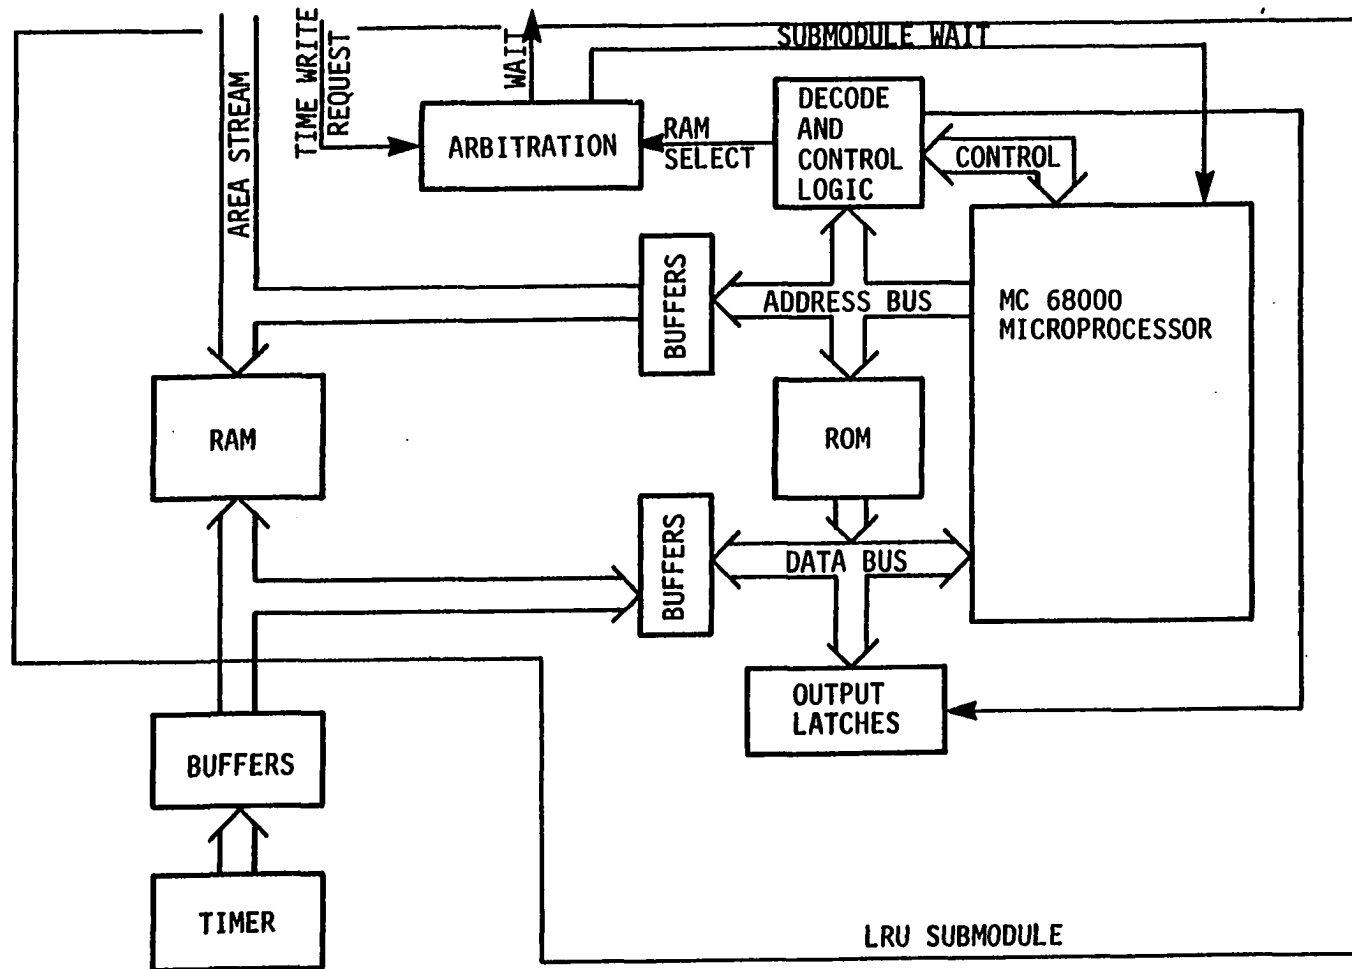 TIME WRITE
REQUEST
WAIT
SUBMODULE WAIT
AREA STREAM
ARBITRATION
RAM
SELECT
DECODE
AND
CONTROL
LOGIC
CONTROL
BUFFERS
ADDRESS BUS
MC 68000
MICROPROCESSOR
RAM
ROM
BUFFERS
DATA BUS
OUTPUT
LATCHES
BUFFERS
TIMER
LRU SUBMODULE